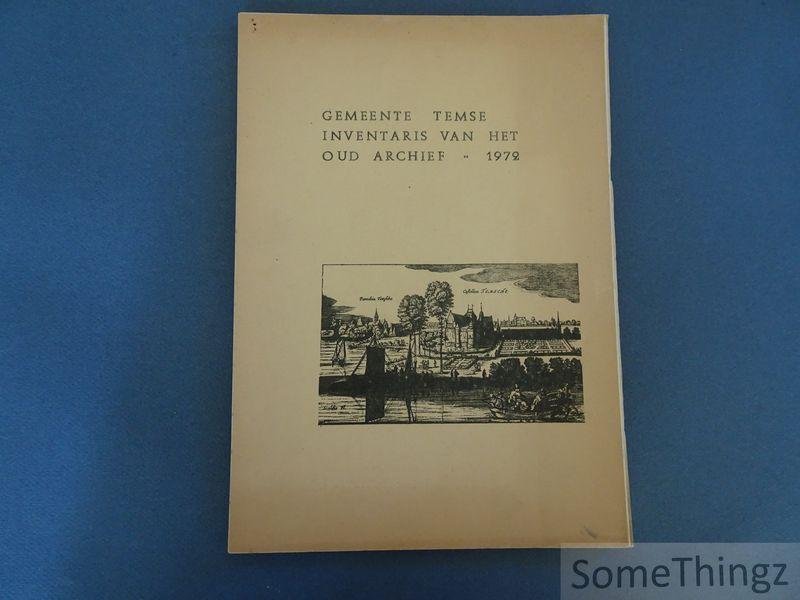 GEMEENTE TEMSE
INVENTARIS VAN HET
OUD ARCHIEF " 1972
SomeThingz